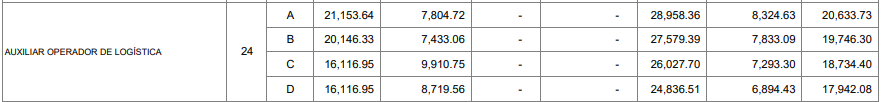 A 21,153.64 7,804.72 - - 28,958.36 8,324.63 20,633.73
B 20,146.33 7,433.06 - - 27,579.39 7,833.09 19,746.30
AUXILIAR OPERADOR DE LOGÍSTICA 24
C 16,116.95 9,910.75 - - 26,027.70 7,293.30 18,734.40
D 16,116.95 8,719.56 - - 24,836.51 6,894.43 17,942.08